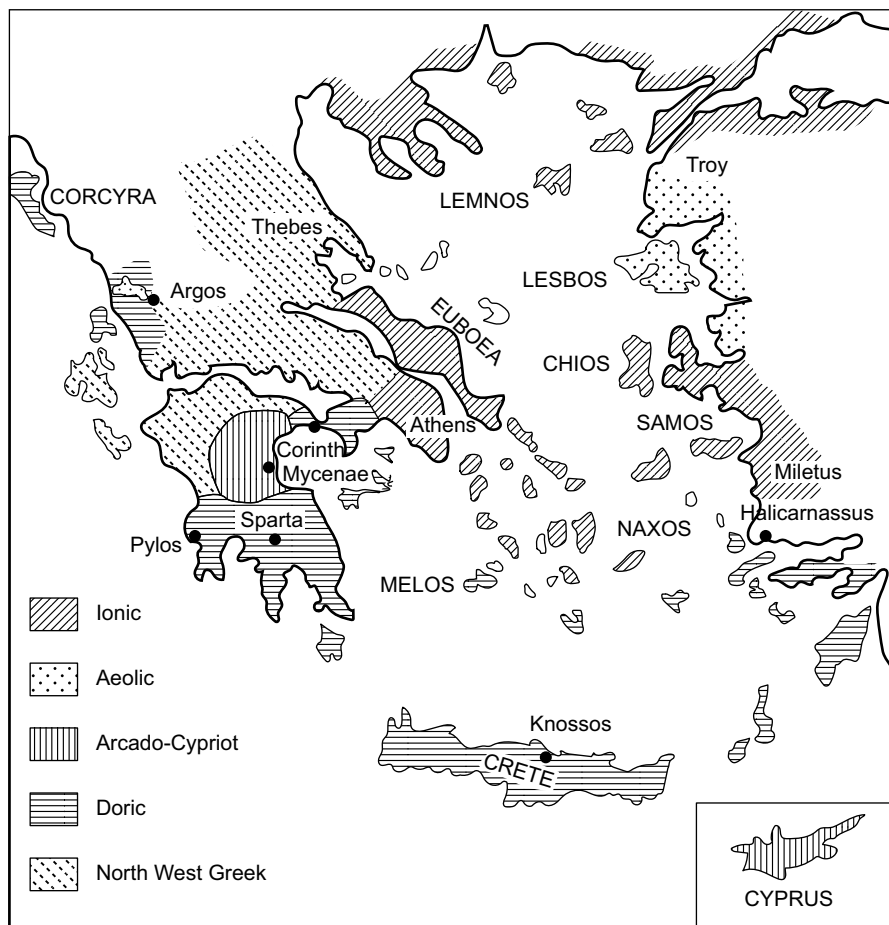 Troy
CORCYRA
LEMNOS
Thebes
LESBOS
Argos
EUBOEA
CHIOS
Athens
SAMOS
Corinth
Mycenae
Miletus
Halicarnassus
Sparta
NAXOS
Pylos
MELOS
Ionic
Aeolic
Knossos
Arcado-Cypriot
CRETE
Doric
North West Greek
CYPRUS